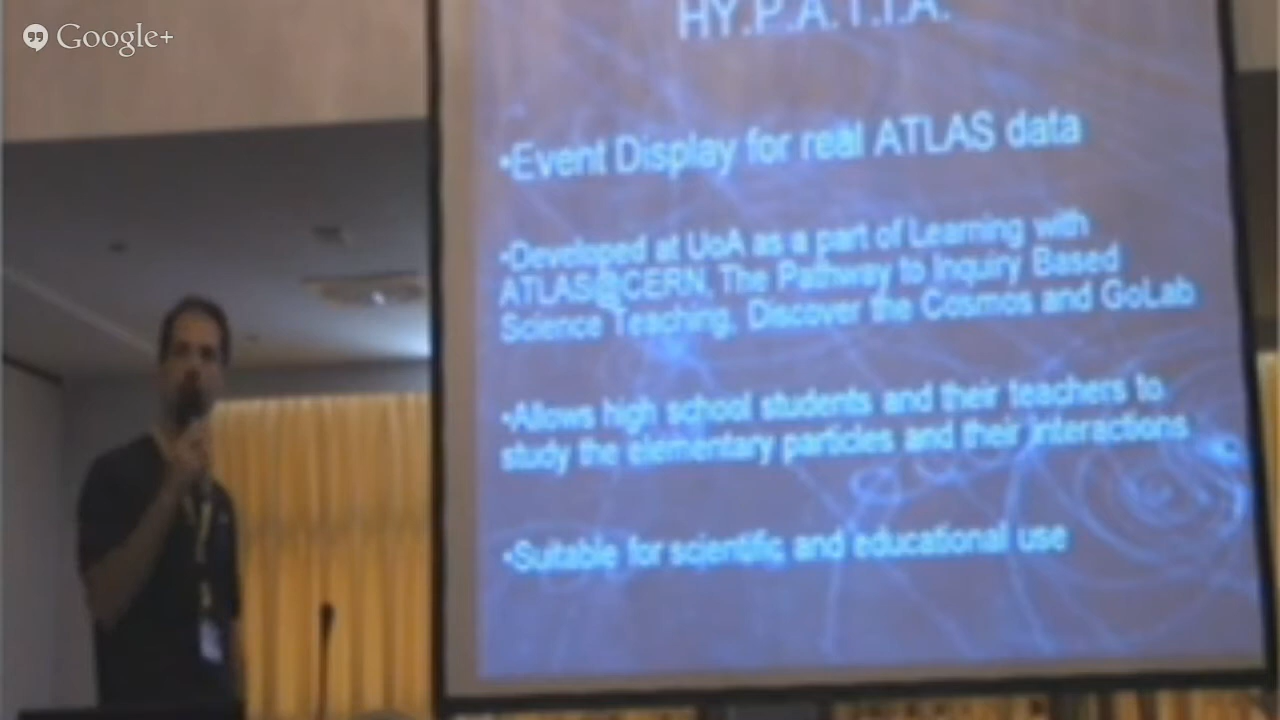 Google+
HY.P.A.T.I.A.
•Event Display for real ATLAS data
•Developed at UoA as a part of Learning with
ATLAS@CERN, The Pathway to Inquiry Based
Science Teaching, Discover the Cosmos and GoLab
•Allows high school students and their teachers to
study the elementary particles and their interactions
•Suitable for scientific and educational use